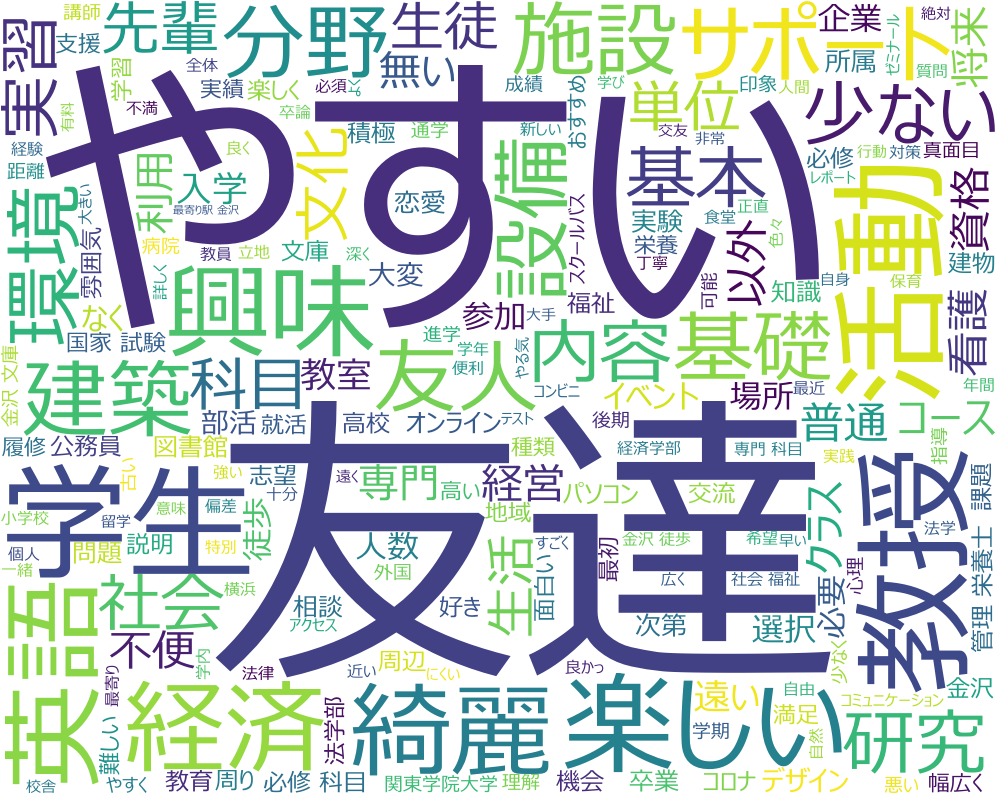 講師
先輩
分野
生徒
施設
サポート
企業
絶対
将来
支援
全体
無い
成績
学び
所属
ゼミナール
質問
実習
学習
実績
楽しく
必須
卒論
おすすめ
印象
人間
有料
不満
積極
通学
新しい
単位
交友
非常
少ない
経験
良く
やすい
基本
必修
行動
対策
真面目
距離
利用
入学
文化
恋愛
設備
実験
食堂
正直
レポート
活動
資格
環境
雰囲気
大きい
最寄り駅 金沢
栄養
丁寧
以外
色々
建物
病院
教員
立地
文庫
深く
スクールバス
看護
詳しく
大変
福祉
可能
知識
自身
保育
なく
興味
参加
大手
国家 試験
進学
内容
基礎
年間
金沢 文庫
建築
科目
教室
友人
学年
便利
やる気
コンビニ
イベント
場所
最近
履修
公務員
部活
就活
高校
オンライン
テスト
後期
普通
コース
図書館
種類
経済学部
専門 科目
実践
指導
古い
強い
志望
遠く
専門
高い
経営
パソコン
交流
教授
課題
学生
十分
友達
小学校
留学
意味
偏差
地域
クラス
個人
問題
説明
特別
徒歩
人数
生活
すごく
面白い
最初
金沢 徒歩
希望
早い
法学
一緒
外国
広く
社会 福祉
必要
心理
管理 栄養士
英語
社会
横浜
相談
アクセス
好き
次第
選択
不便
学内
法律
近い
周辺
にくい
良かっ
少なく
最寄り
経済
法学部
綺麗
楽しい
遠い
自由
満足
コミュニケーション
金沢
難しい
学期
自然
研究
校舎
やすく
教育
周り
必修 科目
関東学院大学
理解
機会
卒業
コロナ
デザイン
悪い
幅広く